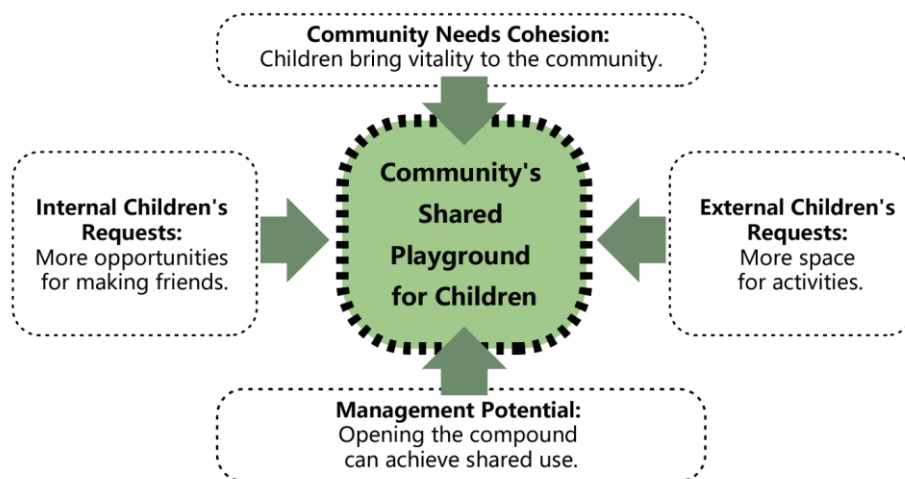 Community Needs Cohesion:
Children bring vitality to the community.
Internal Children's
Requests:
More opportunities
for making friends.
Community's
Shared
Playground
for Children
External Children's
Requests:
More space
for activities.
Management Potential:
Opening the compound
can achieve shared use.